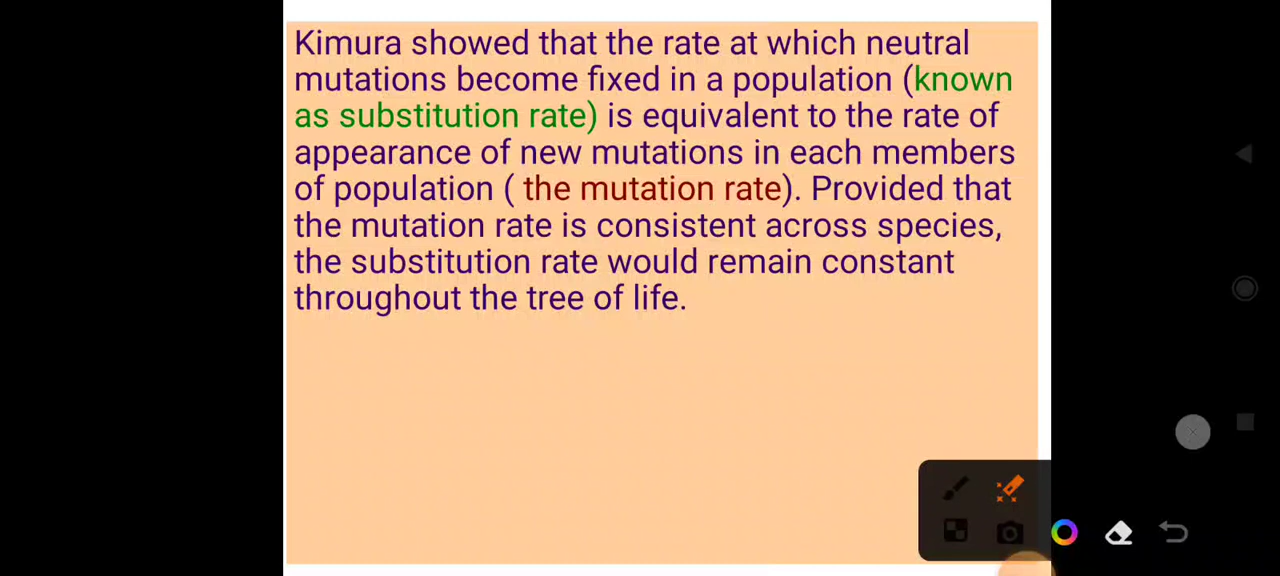 Kimura showed that the rate at which neutral
mutations become fixed in a population (known
as substitution rate) is equivalent to the rate of
appearance of new mutations in each members
of population ( the mutation rate). Provided that
the mutation rate is consistent across species,
the substitution rate would remain constant
throughout the tree of life.